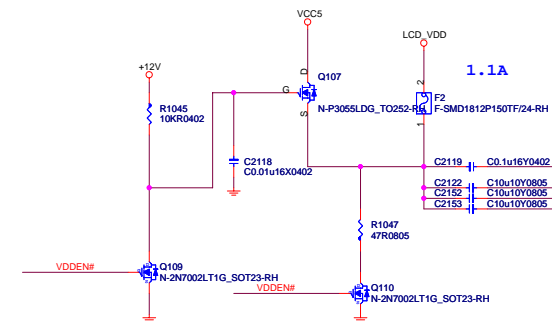 VCC5
LCD_VDD
+12V
1.1A
D
Q107
G
N-P3055LDG_TO252-RH
S
2
F2
F-SMD1812P150TF/24-RH
1
R1045
10KR0402
C2118
C0.01u16X0402
C2119
C0.1u16Y0402
C2122
C10u10Y0805
C2152
C10u10Y0805
C2153
C10u10Y0805
R1047
47R0805
VDDEN#
Q109
N-2N7002LT1G_SOT23-RH
VDDEN#
Q110
N-2N7002LT1G_SOT23-RH